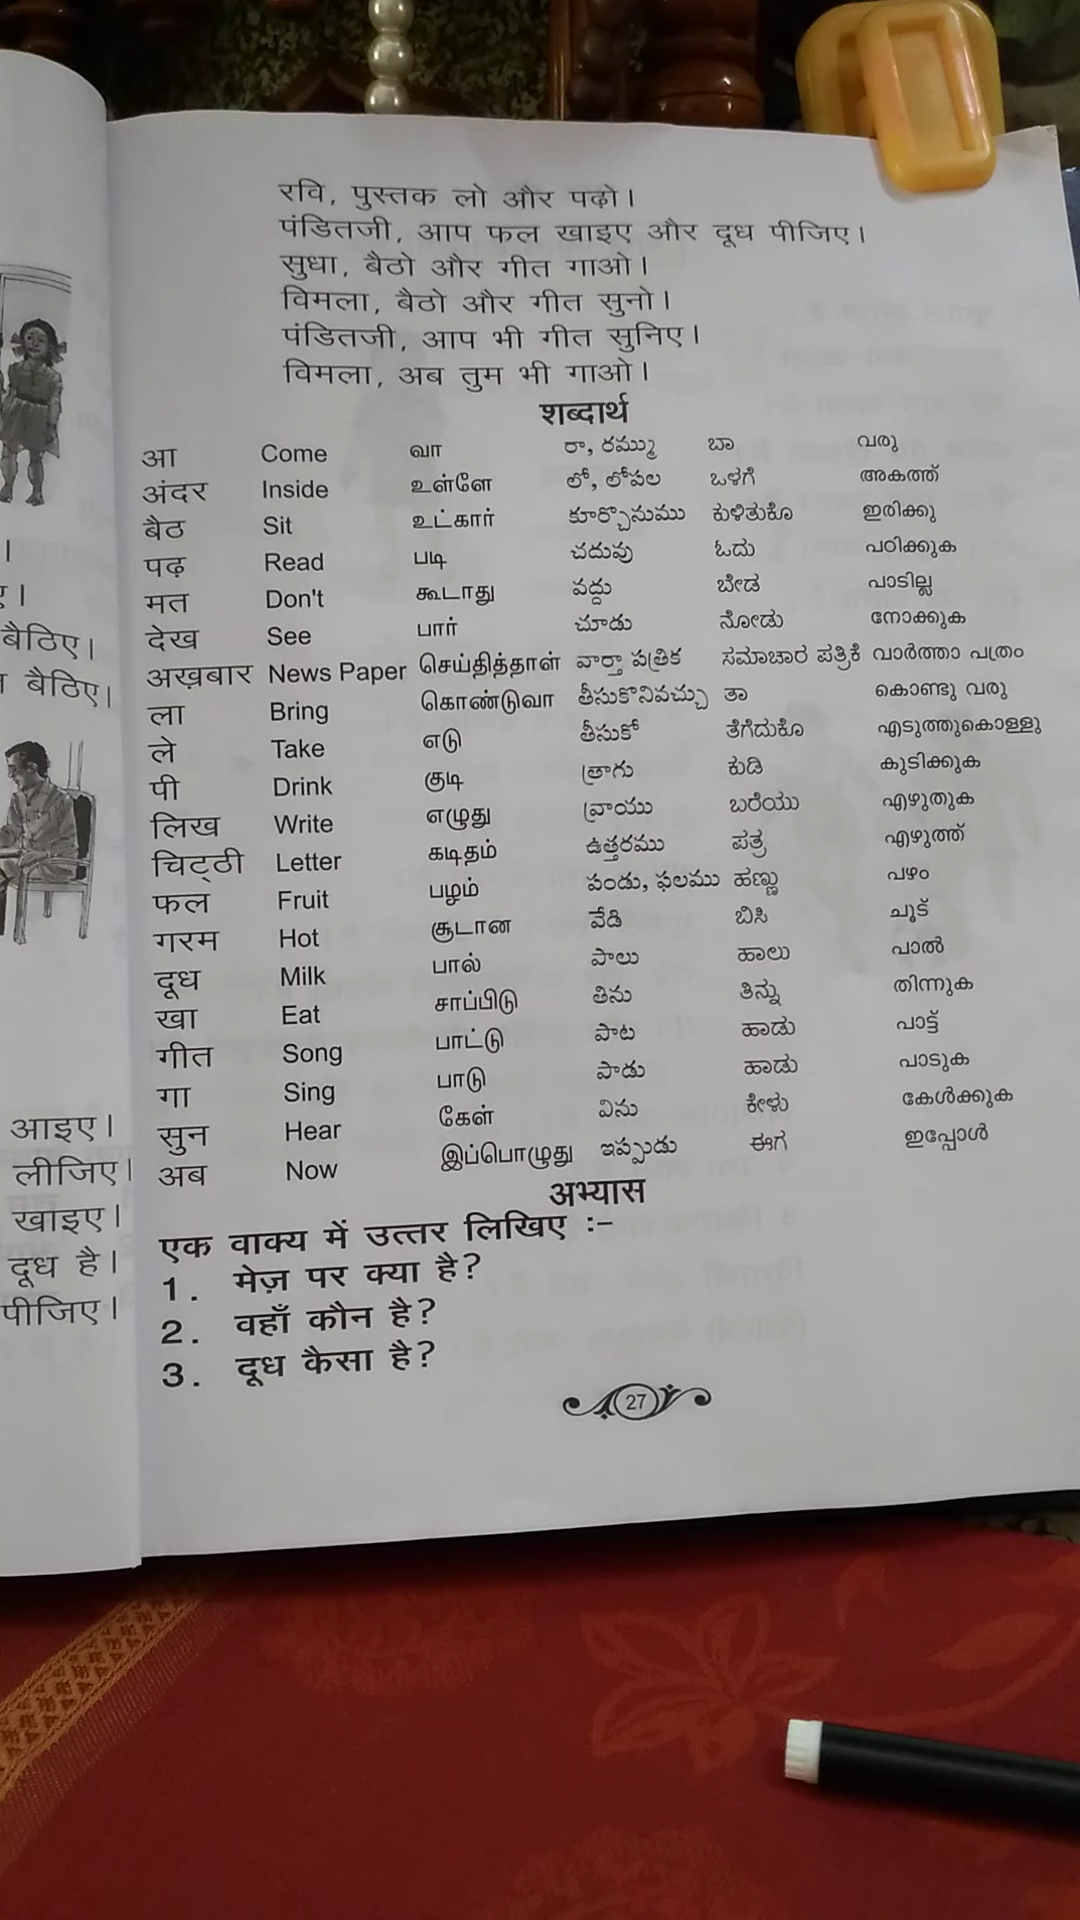 रवि, पुस्तक लो और पढ़ो।
पंडितजी, आप फल खाइए और दूध पीजिए।
सुधा, बैठो और गीत गाओ।
विमला, बैठो और गीत सुनो।
पंडितजी, आप भी गीत सुनिए।
विमला, अब तुम भी गाओ।
शब्दार्थ
आ Come வா రా, రమ్ము ಬಾ വരു
अंदर Inside உள்ளே లో, లోపల ಒಳಗೆ അകത്ത്
बैठ Sit உட்கார் కూర్చొనుము ಕುಳಿತುಕೊ ഇരിക്കു
पढ़ Read படி చదువు ಓದು പഠിക്കുക
मत Don't கூடாது వద్దు ಬೇಡ പാടില്ല
देख See பார் చూడు ನೋಡು നോക്കുക
अख़बार News Paper செய்தித்தாள் వార్తా పత్రిక ಸಮಾಚಾರ ಪತ್ರಿಕೆ വാർത്താ പത്രം
ला Bring கொண்டுவா తీసుకొనివచ్చు ತಾ കൊണ്ടു വരു
ले Take எடு తీసుకో ತೆಗೆದುಕೊ എടുത്തുകൊള്ളു
पी Drink குடி త్రాగు ಕುಡಿ കുടിക്കുക
लिख Write எழுது వ్రాయు ಬರೆಯು എഴുതുക
चिट्ठी Letter கடிதம் ఉత్తరము ಪತ್ರ എഴുത്ത്
फल Fruit பழம் పండు, ఫలము ಹಣ್ಣು പഴം
गरम Hot சூடான వేడి ಬಿಸಿ ചൂട്
दूध Milk பால் పాలు ಹಾಲು പാൽ
खा Eat சாப்பிடு తిను ತಿನ್ನು തിന്നുക
गीत Song பாட்டு పాట ಹಾಡು പാട്ട്
गा Sing பாடு పాడు ಹಾಡು പാടുക
सुन Hear கேள் విను ಕೇಳು കേൾക്കുക
अब Now இப்பொழுது ఇప్పుడు ಈಗ ഇപ്പോൾ
अभ्यास
एक वाक्य में उत्तर लिखिए :–
1. मेज़ पर क्या है?
2. वहाँ कौन है?
3. दूध कैसा है?
27
बैठिए।
बैठिए।
आइए।
लीजिए।
खाइए।
दूध है।
पीजिए।